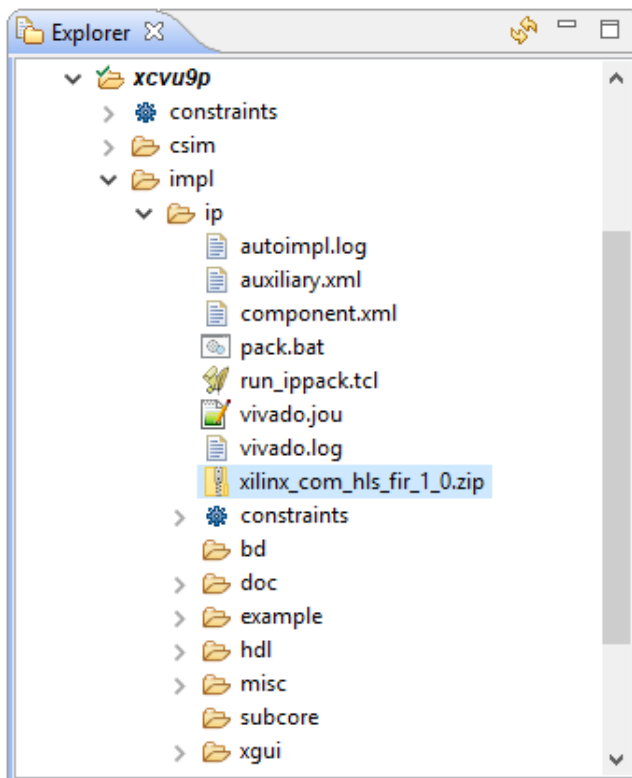 Explorer
xcvu9p
constraints
csim
impl
ip
autoimpl.log
auxiliary.xml
component.xml
pack.bat
run_ippack.tcl
vivado.jou
vivado.log
xilinx_com_hls_fir_1_0.zip
constraints
bd
doc
example
hdl
misc
subcore
xgui